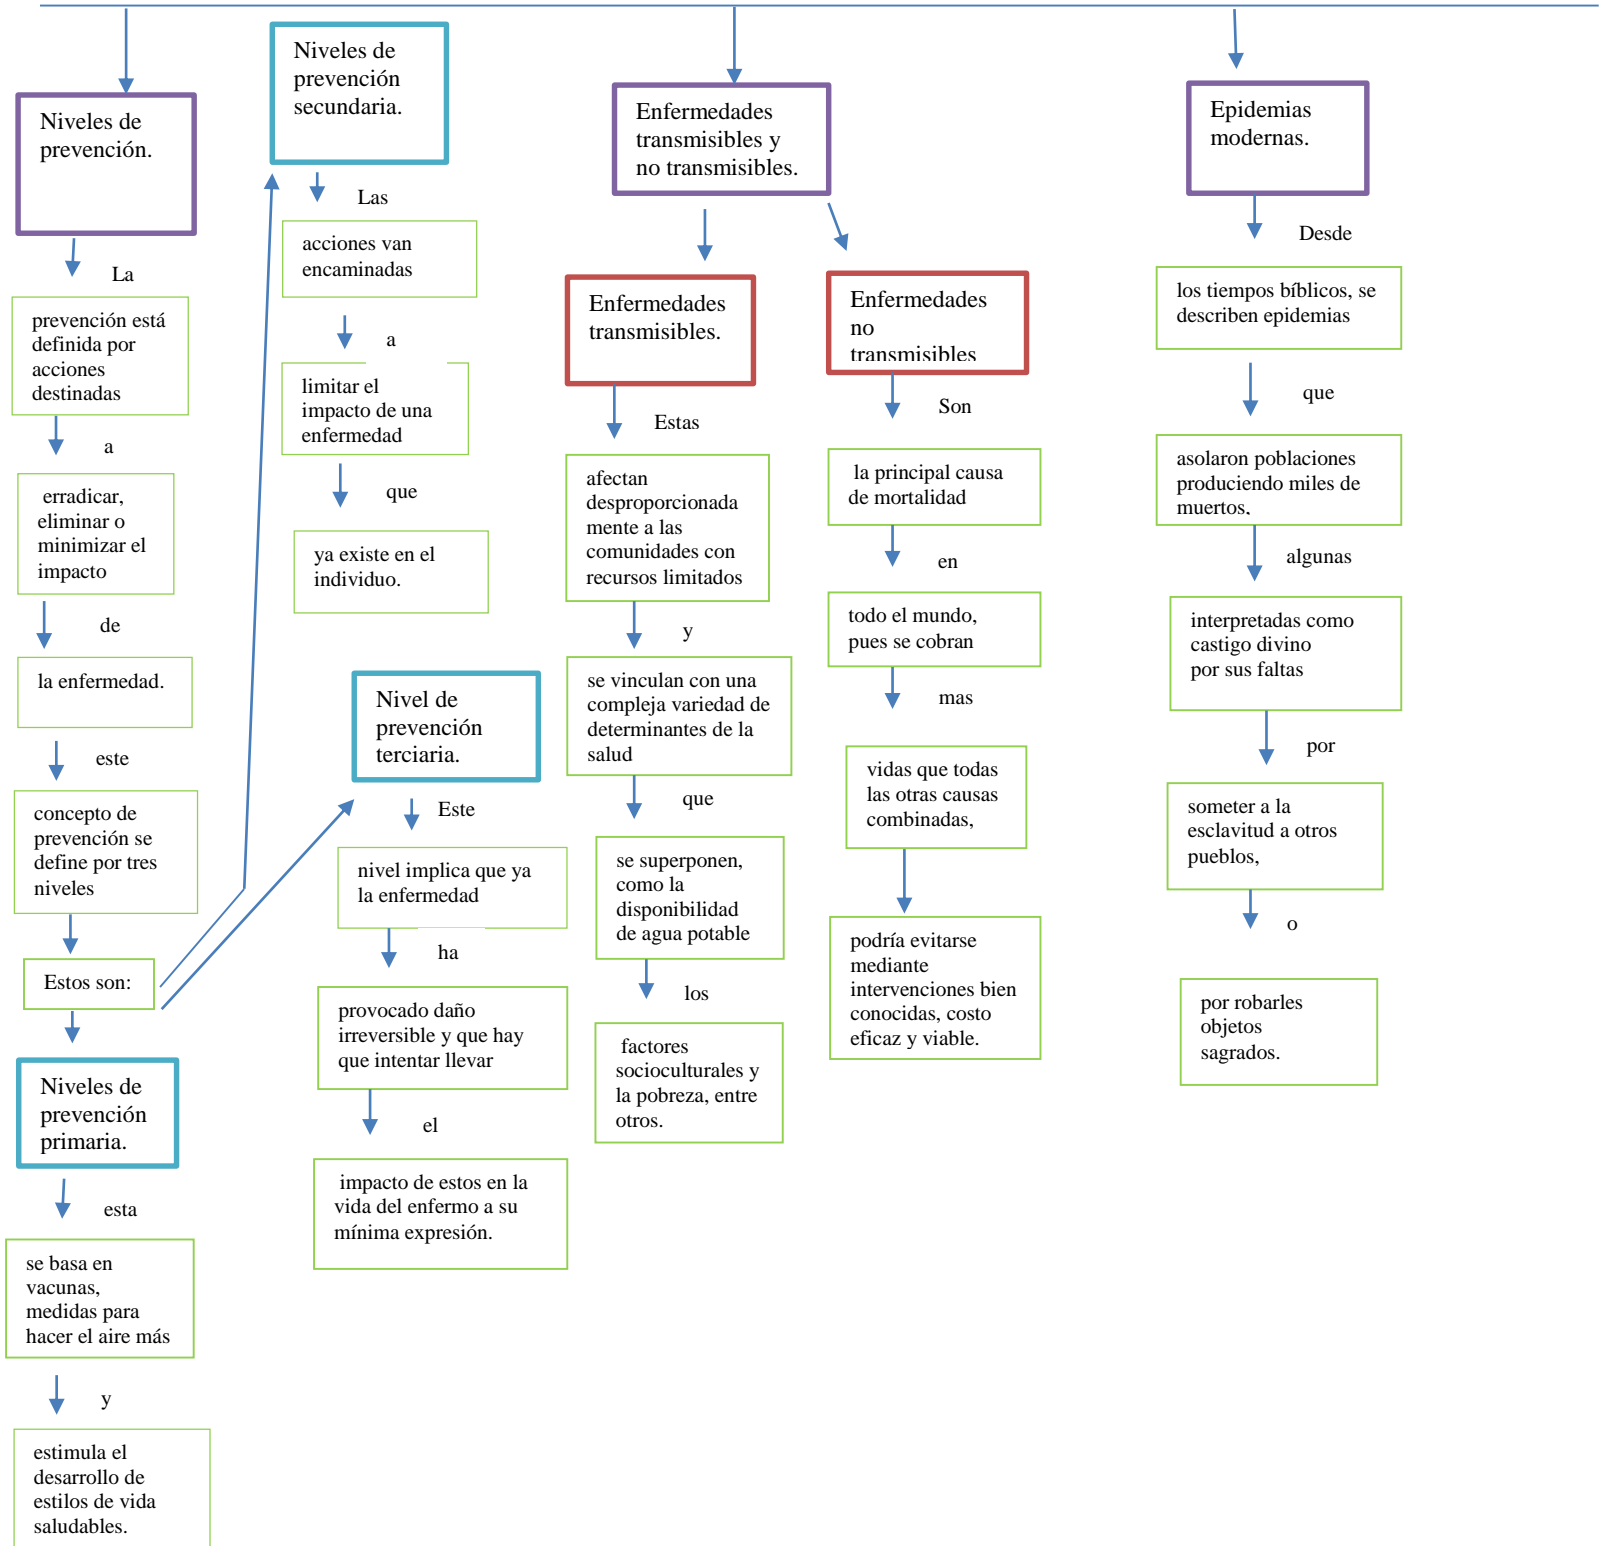 Niveles de
prevención.
La
prevención está
definida por
acciones
destinadas
a
erradicar,
eliminar o
minimizar el
impacto
de
la enfermedad.
este
concepto de
prevención se
define por tres
niveles
Estos son:
Niveles de
prevención
primaria.
esta
se basa en
vacunas,
medidas para
hacer el aire más
y
estimula el
desarrollo de
estilos de vida
saludables.
Niveles de
prevención
secundaria.
Las
acciones van
encaminadas
a
limitar el
impacto de una
enfermedad
que
ya existe en el
individuo.
Nivel de
prevención
terciaria.
Este
nivel implica que ya
la enfermedad
ha
provocado daño
irreversible y que hay
que intentar llevar
el
impacto de estos en la
vida del enfermo a su
mínima expresión.
Enfermedades
transmisibles y
no transmisibles.
Enfermedades
transmisibles.
Estas
afectan
desproporcionada
mente a las
comunidades con
recursos limitados
y
se vinculan con una
compleja variedad de
determinantes de la
salud
que
se superponen,
como la
disponibilidad
de agua potable
los
factores
socioculturales y
la pobreza, entre
otros.
Enfermedades
no
transmisibles
Son
la principal causa
de mortalidad
en
todo el mundo,
pues se cobran
mas
vidas que todas
las otras causas
combinadas,
podría evitarse
mediante
intervenciones bien
conocidas, costo
eficaz y viable.
Epidemias
modernas.
Desde
los tiempos bíblicos, se
describen epidemias
que
asolaron poblaciones
produciendo miles de
muertos,
algunas
interpretadas como
castigo divino
por sus faltas
por
someter a la
esclavitud a otros
pueblos,
o
por robarles
objetos
sagrados.